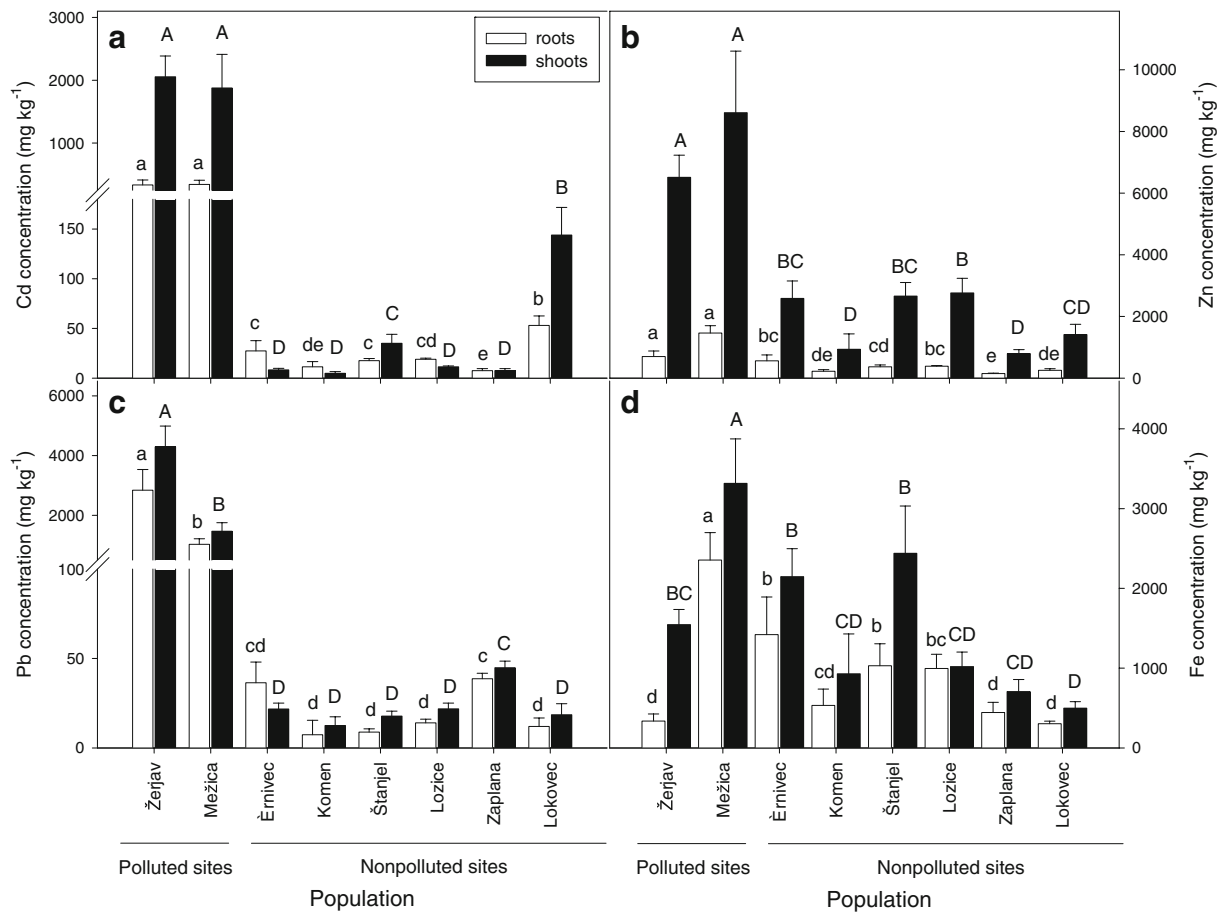 a
roots
shoots
Cd concentration (mg kg-1)
3000
2000
1000
150
100
50
0
a A a A c D de D c C cd D e D b B
b
Zn concentration (mg kg-1)
10000
8000
6000
4000
2000
0
a A a A bc BC de D cd BC bc B e D de CD
c
Pb concentration (mg kg-1)
6000
4000
2000
100
50
0
a A b B cd D d D d D d D c C d D
d
Fe concentration (mg kg-1)
4000
3000
2000
1000
0
d BC a A b B cd CD b B bc CD d CD d D
Žerjav
Mežica
Èrnivec
Komen
Štanjel
Lozice
Zaplana
Lokovec
Polluted sites
Nonpolluted sites
Population
Žerjav
Mežica
Èrnivec
Komen
Štanjel
Lozice
Zaplana
Lokovec
Polluted sites
Nonpolluted sites
Population